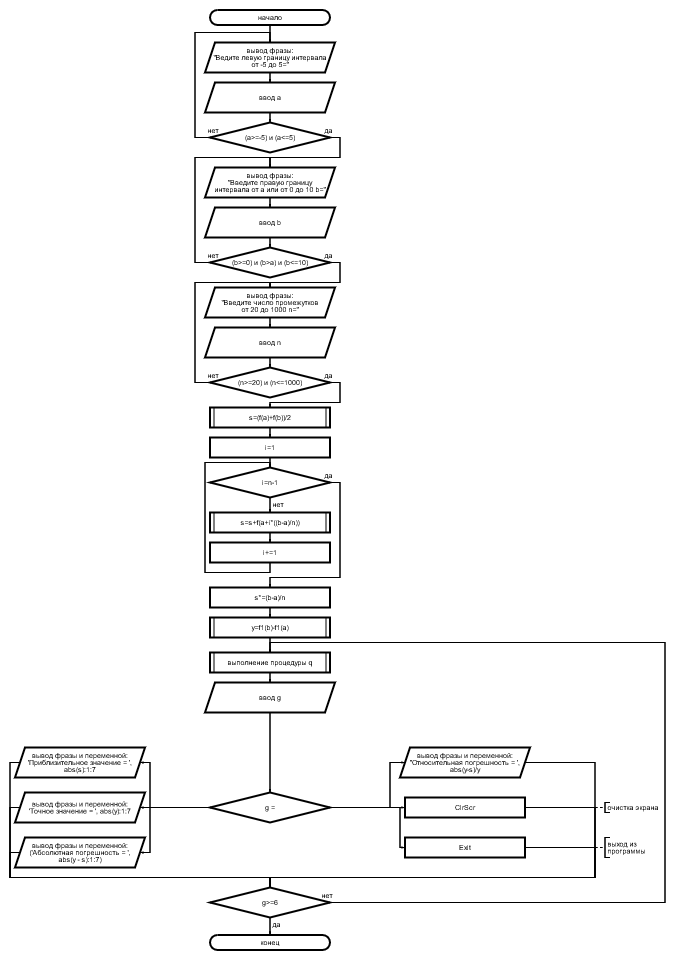 начало
вывод фразы:
"Ведите левую границу интервала
от -5 до 5="
ввод a
(a>=-5) и (a<=5)
нет
да
вывод фразы:
"Введите правую границу
интервала от a или от 0 до 10 b="
ввод b
(b>=0) и (b>a) и (b<=10)
нет
да
вывод фразы:
"Введите число промежутков
от 20 до 1000 n="
ввод n
(n>=20) и (n<=1000)
нет
да
s=(f(a)+f(b))/2
i=1
i=n-1
да
нет
s=s+f(a+i*((b-a)/n))
i+=1
s*=(b-a)/n
y=f1(b)-f1(a)
выполнение процедуры q
ввод g
вывод фразы и переменной:
'Приблизительное значение = ',
abs(s):1:7
вывод фразы и переменной:
"Относительная погрешность = ',
abs(y-s)/y
вывод фразы и переменной:
'Точное значение = ', abs(y):1:7
g =
ClrScr
очистка экрана
вывод фразы и переменной:
('Абсолютная погрешность = ',
abs(y - s):1:7)
Exit
выход из
программы
g>=6
нет
да
конец